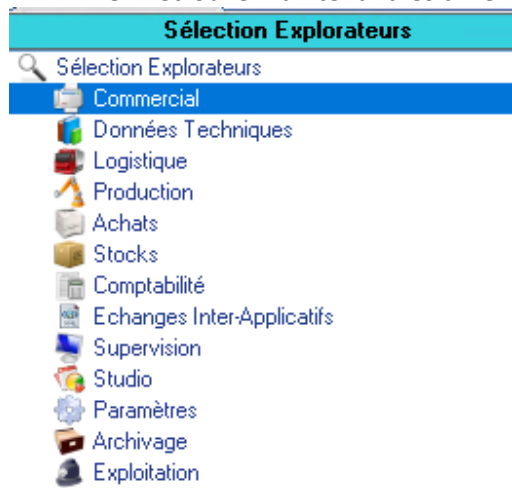 Sélection Explorateurs
Sélection Explorateurs
Commercial
Données Techniques
Logistique
Production
Achats
Stocks
Comptabilité
Echanges Inter-Applicatifs
Supervision
Studio
Paramètres
Archivage
Exploitation